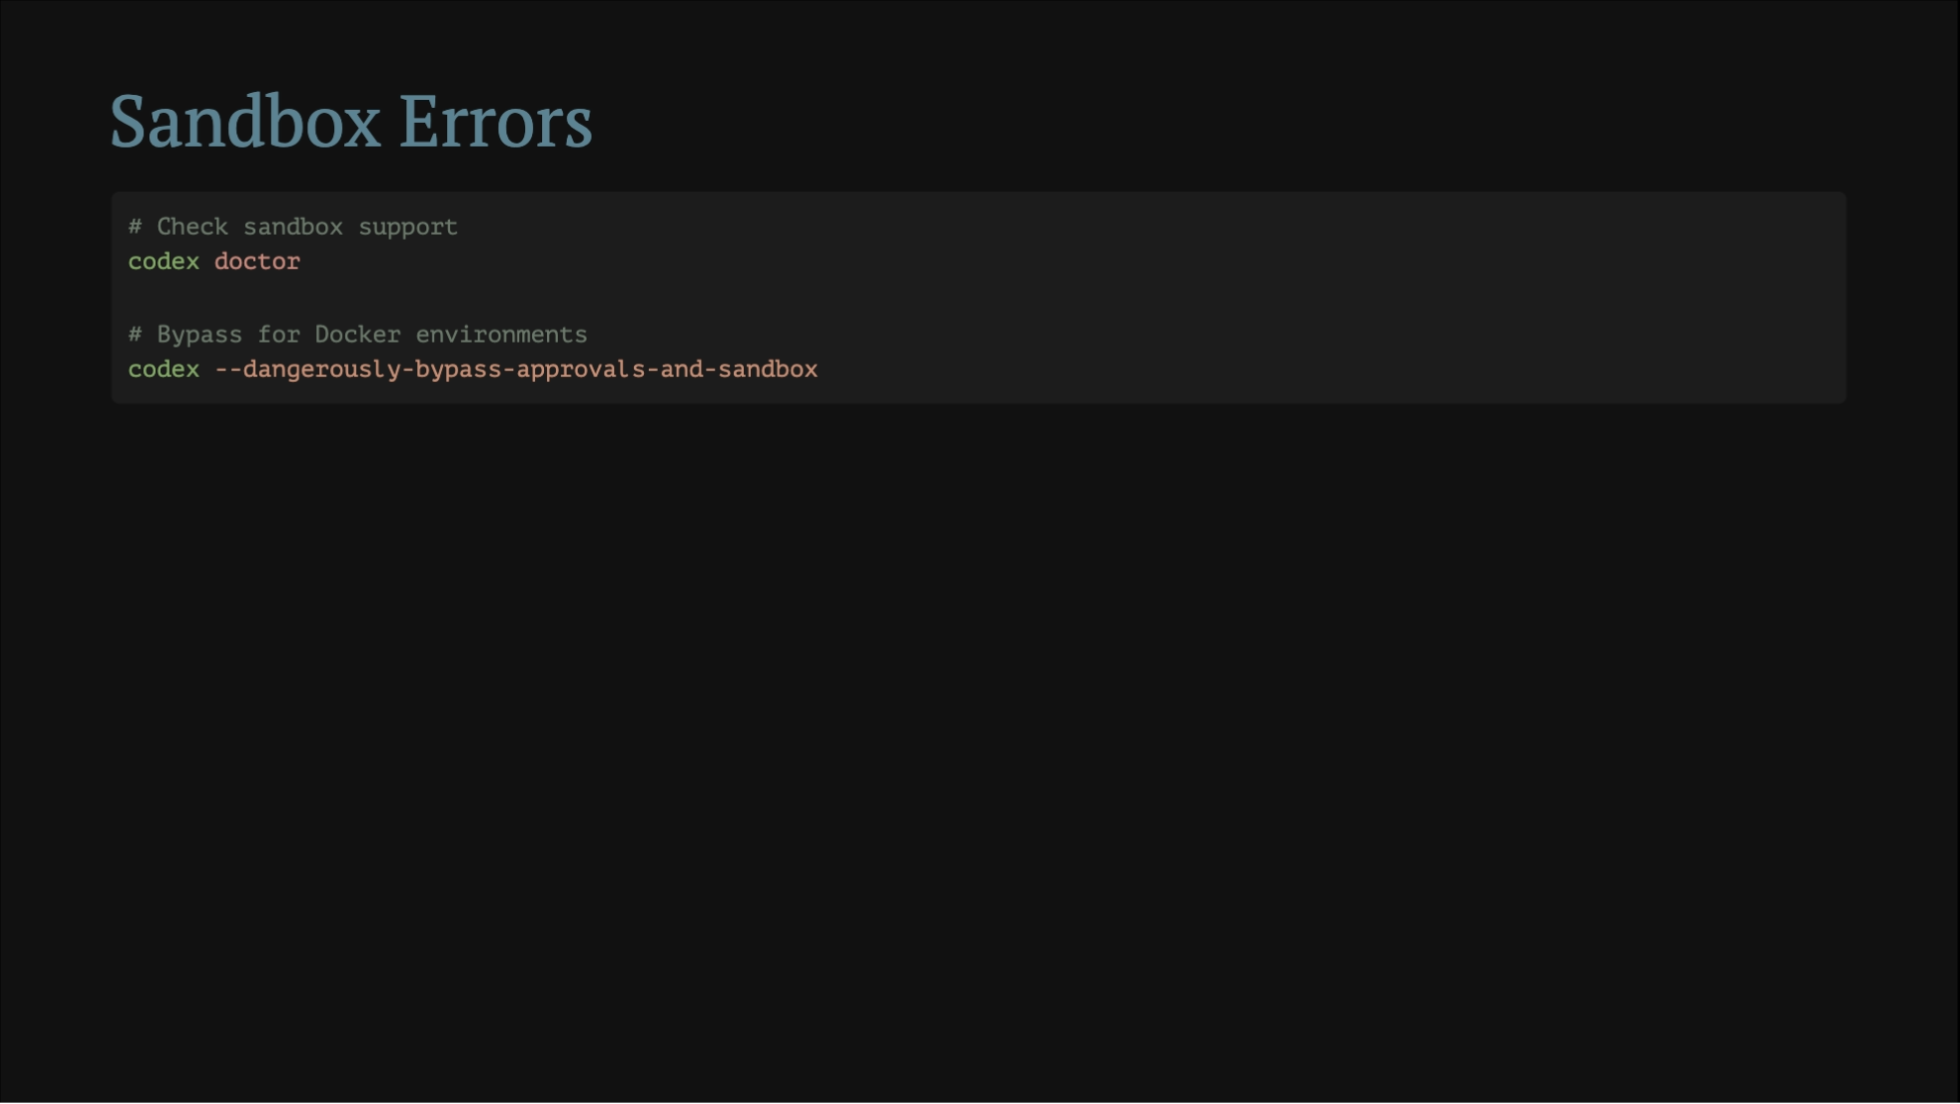 Sandbox Errors
# Check sandbox support
codex doctor
# Bypass for Docker environments
codex --dangerously-bypass-approvals-and-sandbox